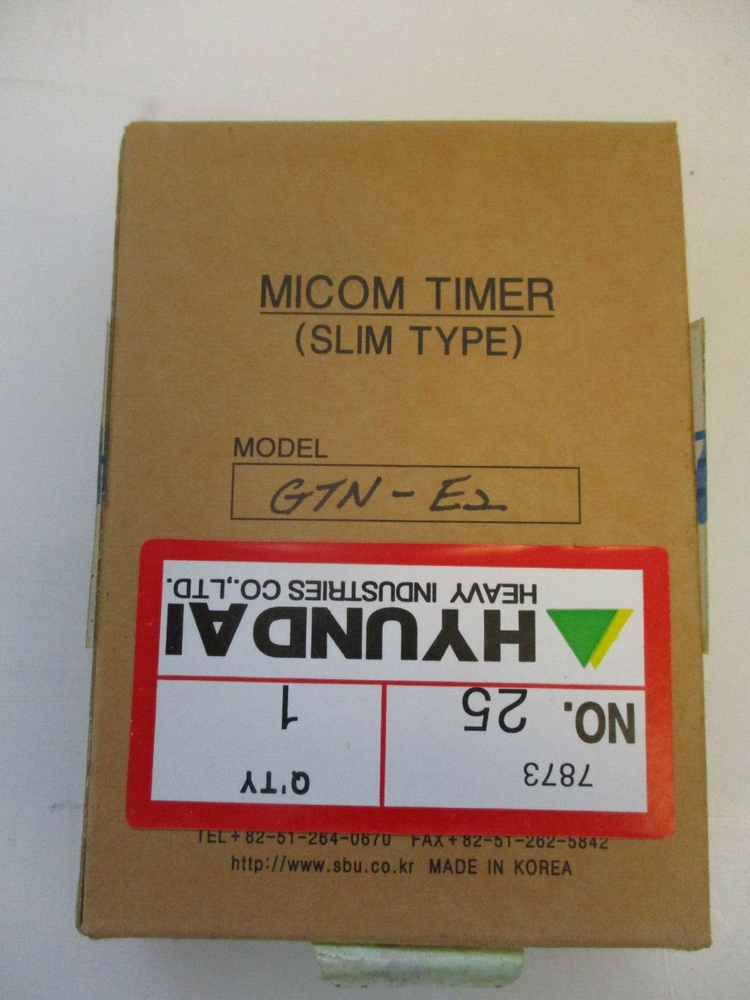 MICOM TIMER
(SLIM TYPE)
MODEL
GTN-E2
HYUNDAI
HEAVY INDUSTRIES CO.,LTD.
7873
NO. 25
Q'TY
1
TEL+82-51-264-0670 FAX+82-51-262-5842
http://www.sbu.co.kr MADE IN KOREA